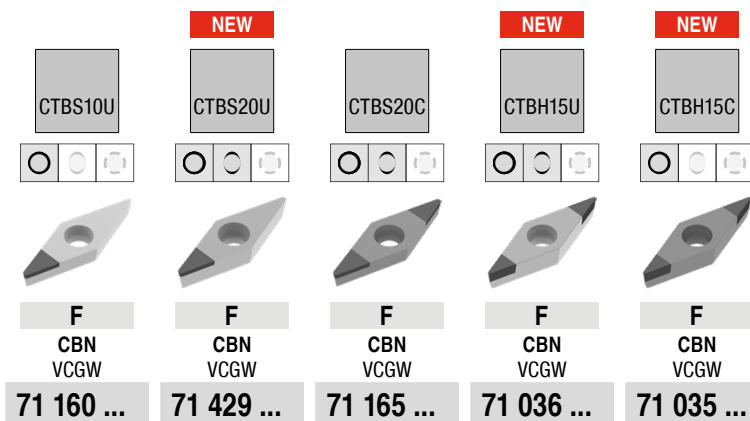 NEW NEW NEW
CTBS10U CTBS20U CTBS20C CTBH15U CTBH15C
F F F F F
CBN CBN CBN CBN CBN
VCGW VCGW VCGW VCGW VCGW
71 160 ... 71 429 ... 71 165 ... 71 036 ... 71 035 ...